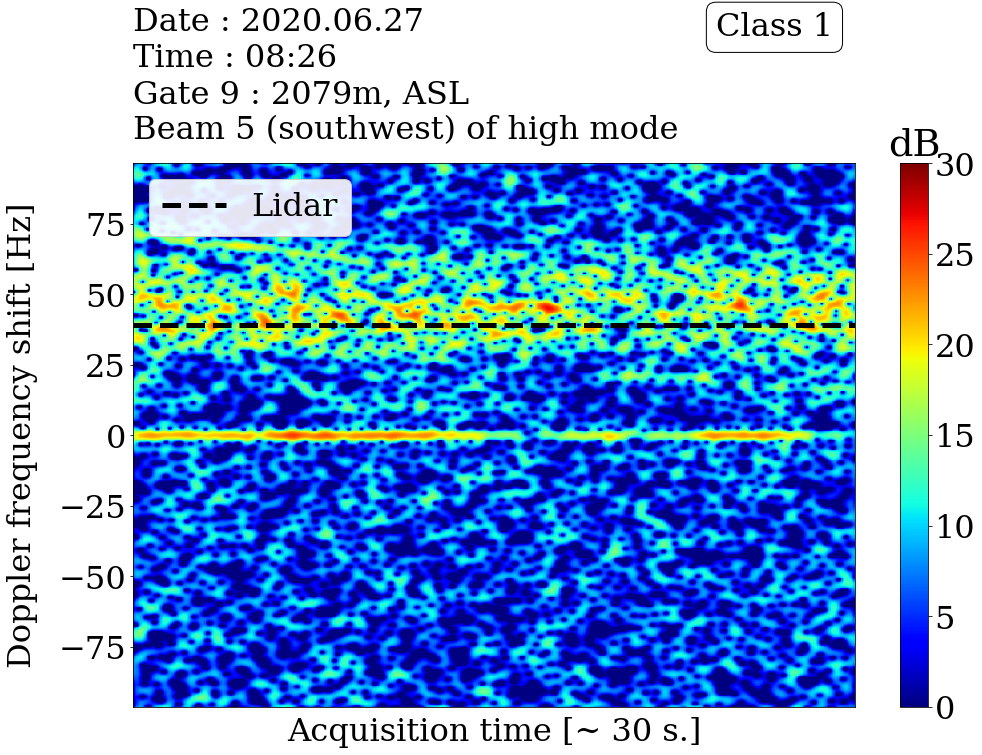 Date : 2020.06.27
Time : 08:26
Gate 9 : 2079m, ASL
Beam 5 (southwest) of high mode
Class 1
dB
Lidar
Doppler frequency shift [Hz]
75
50
25
0
−25
−50
−75
Acquisition time [~ 30 s.]
30
25
20
15
10
5
0